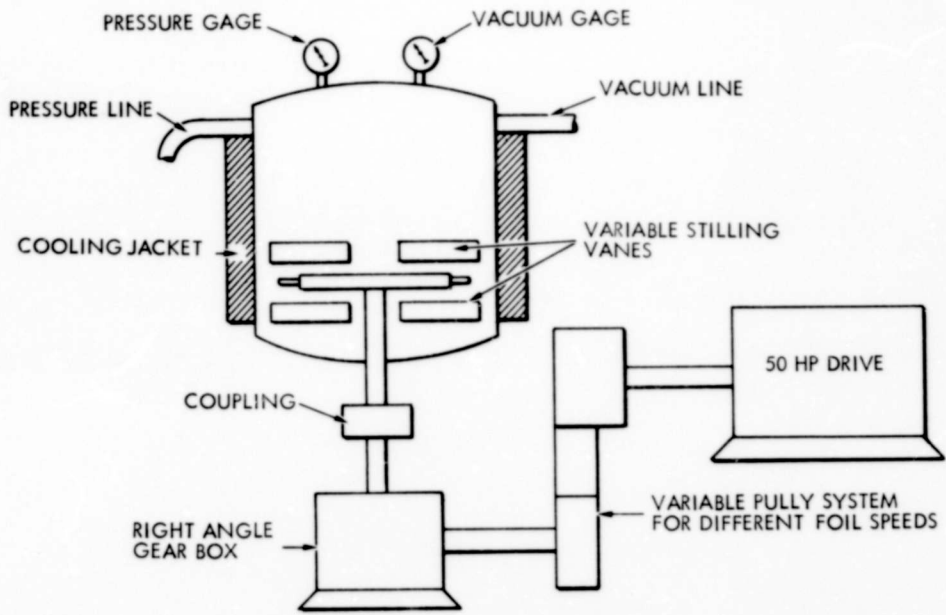 PRESSURE GAGE
VACUUM GAGE
PRESSURE LINE
VACUUM LINE
COOLING JACKET
VARIABLE STILLING
VANES
50 HP DRIVE
COUPLING
RIGHT ANGLE
GEAR BOX
VARIABLE PULLY SYSTEM
FOR DIFFERENT FOIL SPEEDS